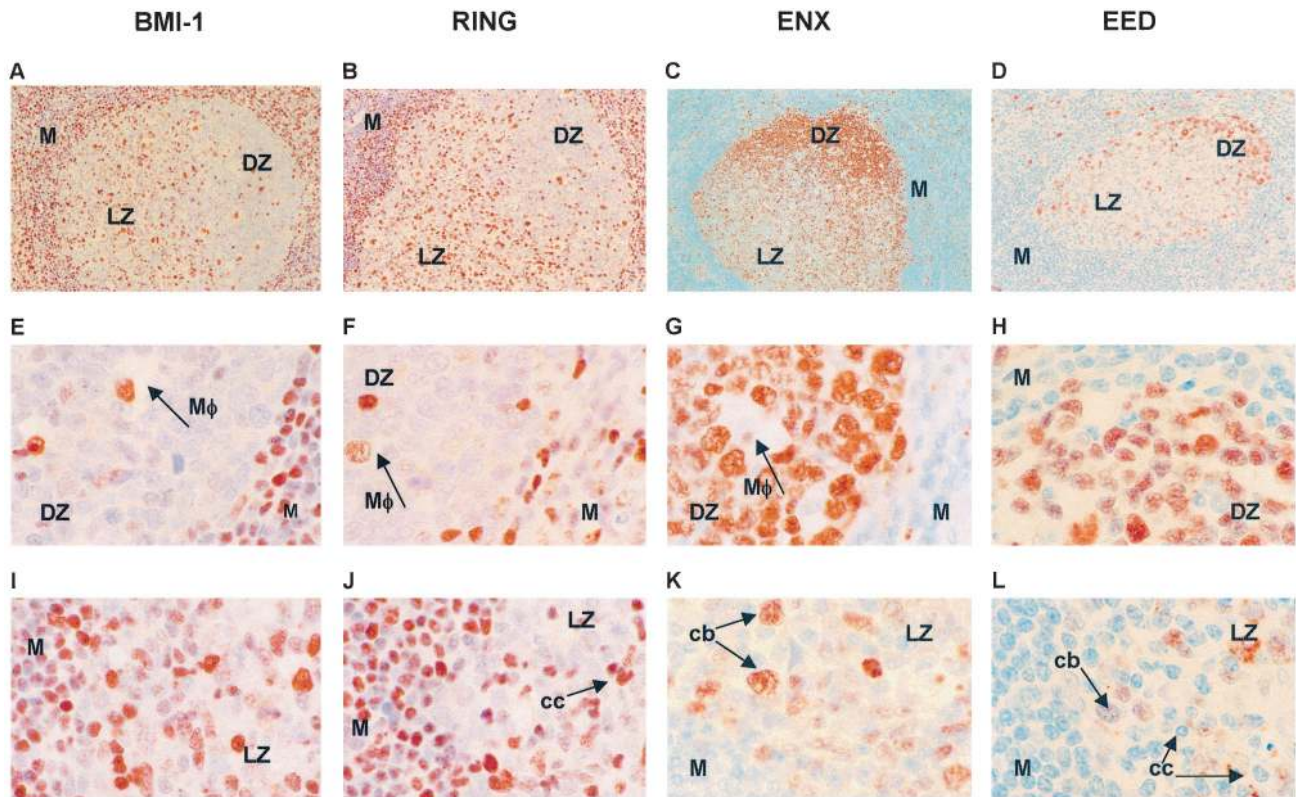 BMI-1 RING ENX EED
A B C D
M DZ LZ
M DZ LZ
DZ M LZ
DZ LZ M
E F G H
Mϕ DZ M
DZ Mϕ M
Mϕ DZ M
M DZ
I J K L
M LZ
LZ cc M
cb LZ M
LZ cb cc M